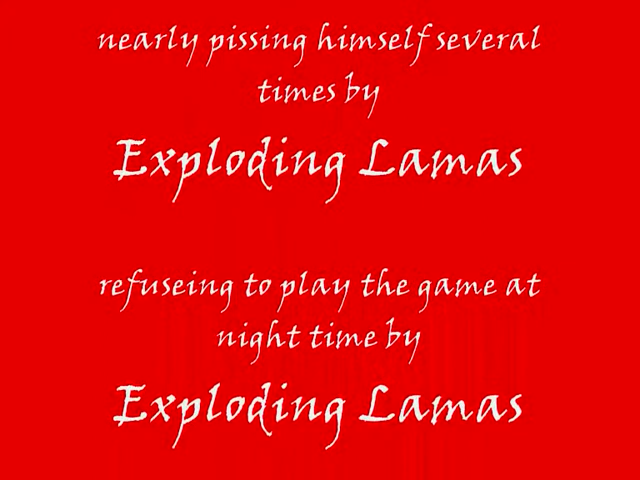 nearly pissing himself several
times by
Exploding Lamas
refuseing to play the game at
night time by
Exploding Lamas